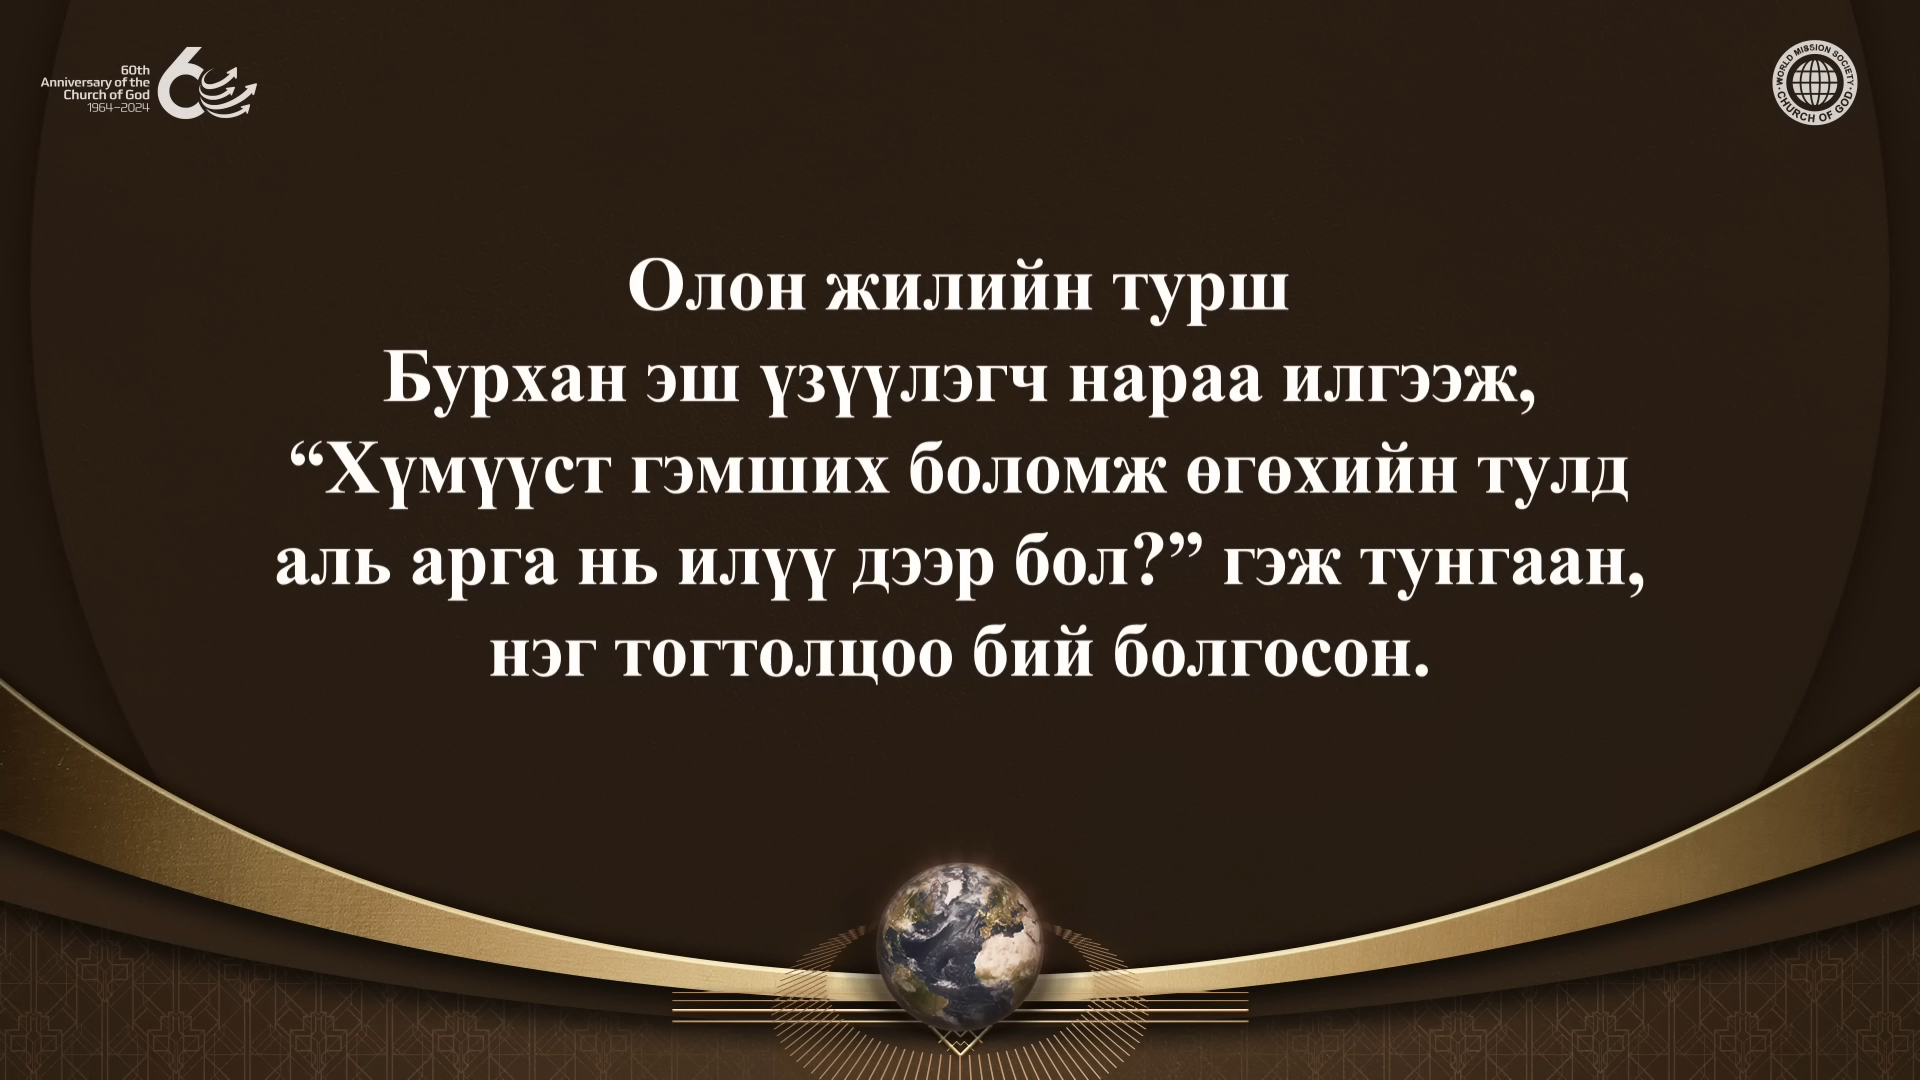 60th
Anniversary of the
Church of God
1964–2024
WORLD MISSION SOCIETY
CHURCH OF GOD
Олон жилийн турш
Бурхан эш үзүүлэгч нараа илгээж,
“Хүмүүст гэмших боломж өгөхийн тулд
аль арга нь илүү дээр бол?” гэж тунгаан,
нэг тогтолцоо бий болгосон.